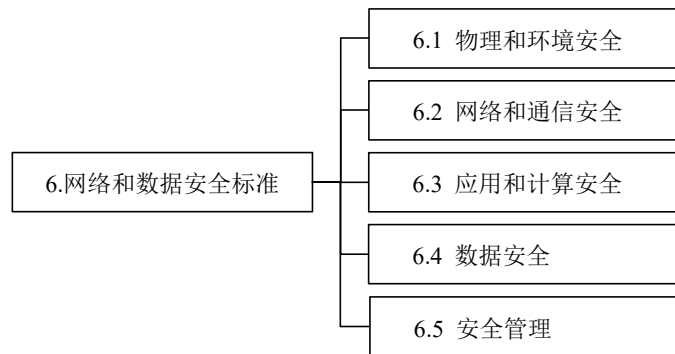 6.1 物理和环境安全
6.2 网络和通信安全
6.网络和数据安全标准
6.3 应用和计算安全
6.4 数据安全
6.5 安全管理